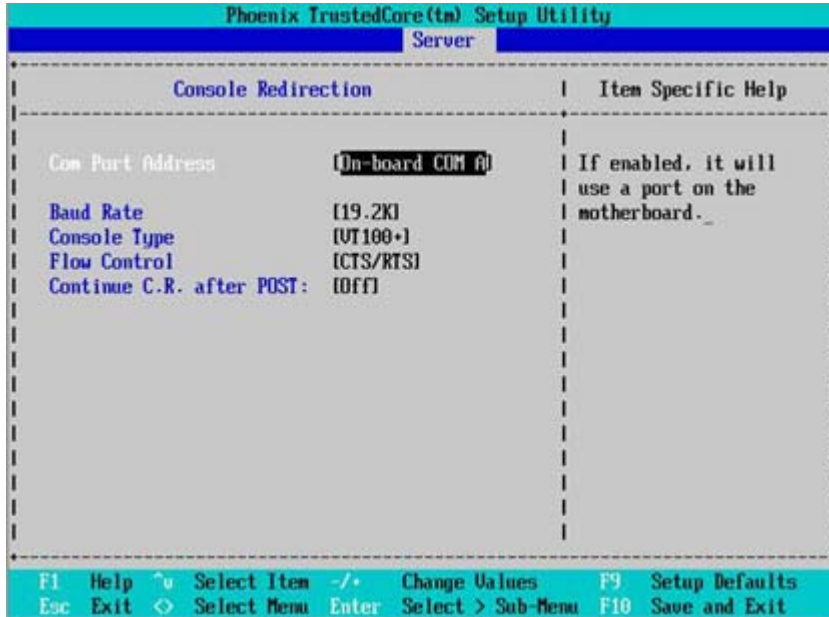 Phoenix TrustedCore(tm) Setup Utility
Server
Console Redirection
Item Specific Help
Com Port Address [On-board COM A]
Baud Rate [19.2K]
Console Type [VT100+]
Flow Control [CTS/RTS]
Continue C.R. after POST: [Off]
If enabled, it will
use a port on the
motherboard._
F1 Help ^v Select Item -/+ Change Values F9 Setup Defaults
Esc Exit <> Select Menu Enter Select > Sub-Menu F10 Save and Exit